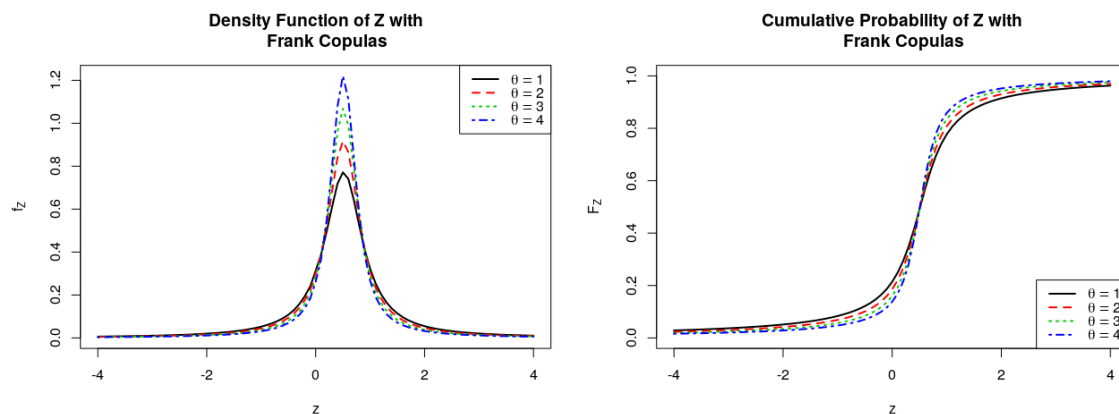 Density Function of Z with
Frank Copulas
1.2
1.0
0.8
0.6
0.4
0.2
0.0
fZ
θ = 1
θ = 2
θ = 3
θ = 4
-4 -2 0 2 4
z
Cumulative Probability of Z with
Frank Copulas
1.0
0.8
0.6
0.4
0.2
0.0
FZ
θ = 1
θ = 2
θ = 3
θ = 4
-4 -2 0 2 4
z